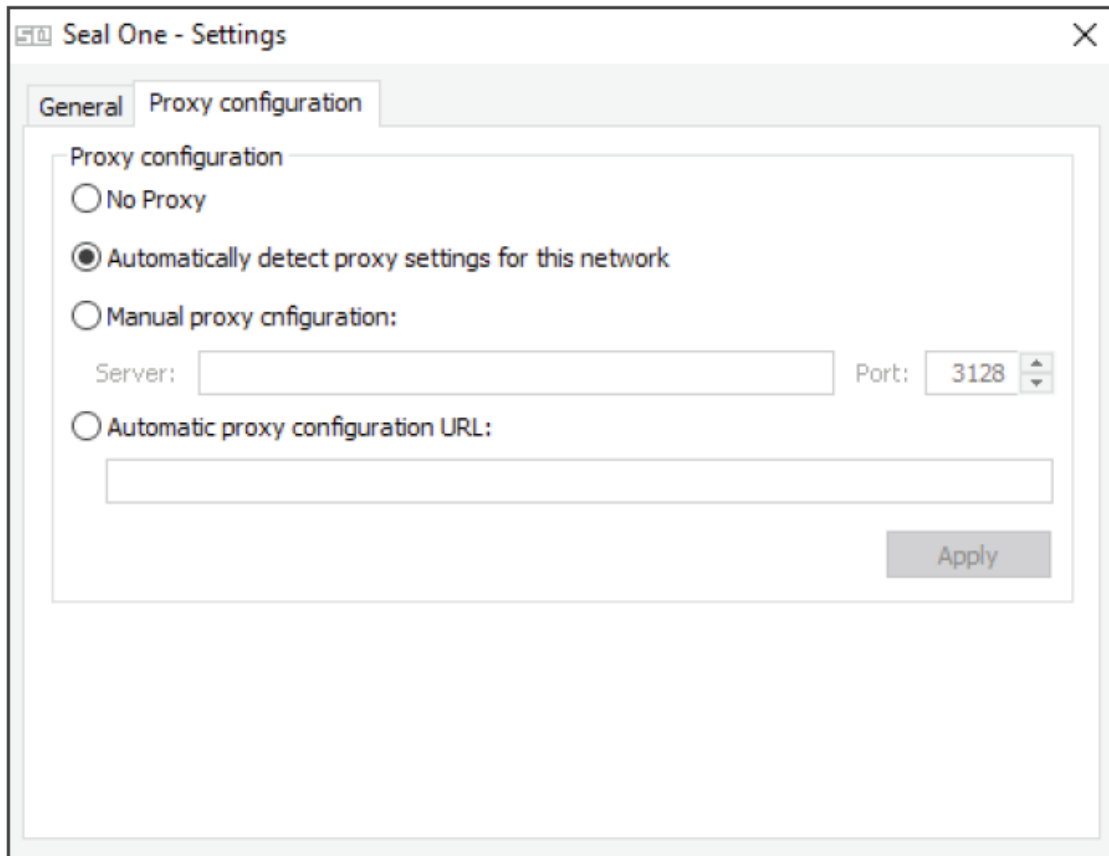 Seal One - Settings
General Proxy configuration
Proxy configuration
No Proxy
Automatically detect proxy settings for this network
Manual proxy cnfiguration:
Server: Port: 3128
Automatic proxy configuration URL:
Apply